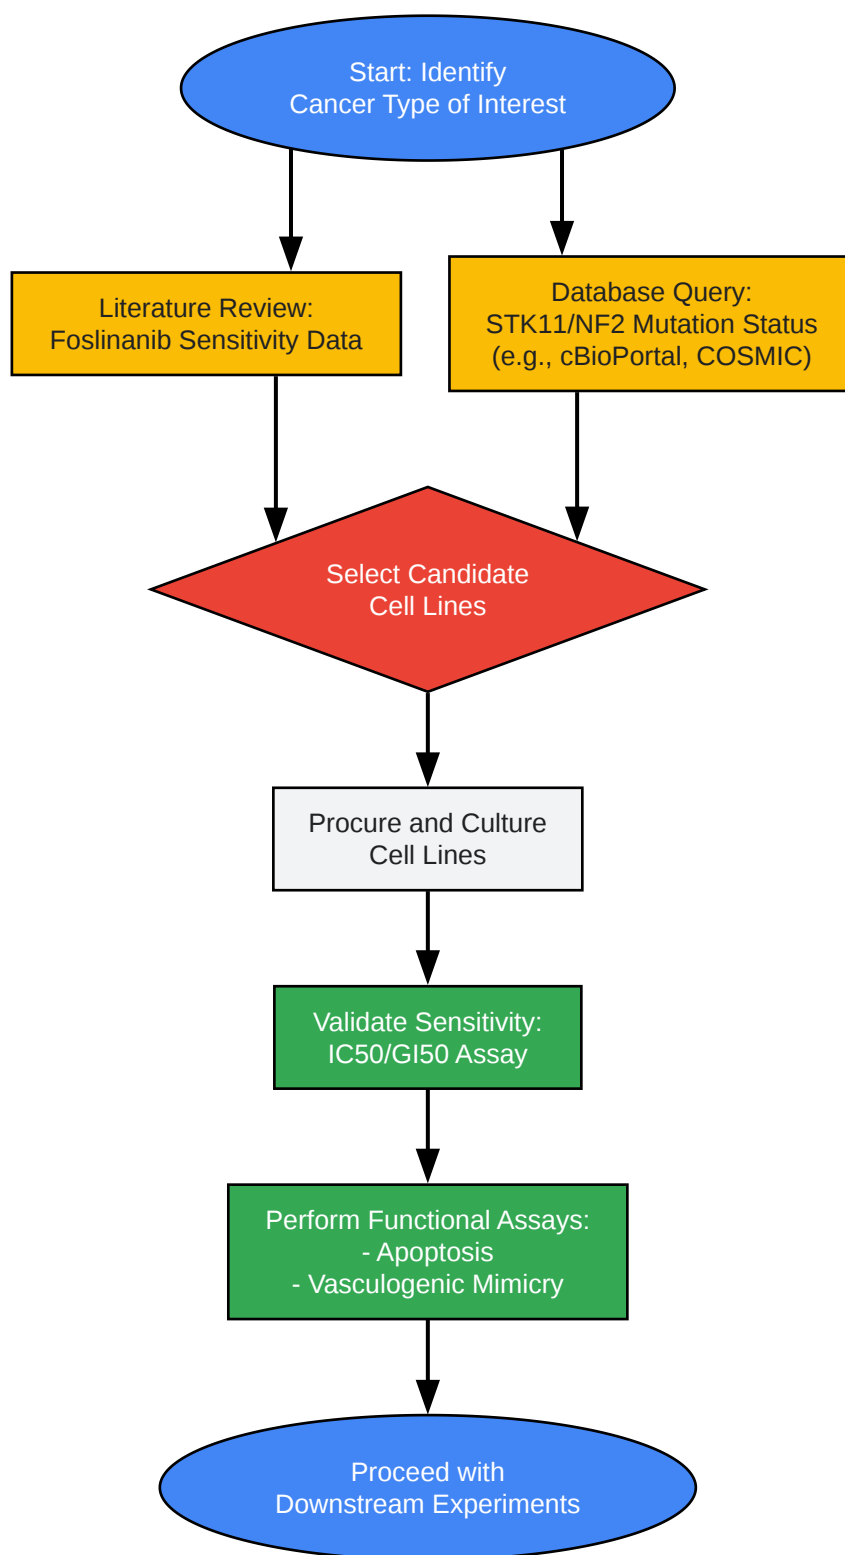 Start: Identify
Cancer Type of Interest
Literature Review:
Foslinanib Sensitivity Data
Database Query:
STK11/NF2 Mutation Status
(e.g., cBioPortal, COSMIC)
Select Candidate
Cell Lines
Procure and Culture
Cell Lines
Validate Sensitivity:
IC50/GI50 Assay
Perform Functional Assays:
- Apoptosis
- Vasculogenic Mimicry
Proceed with
Downstream Experiments